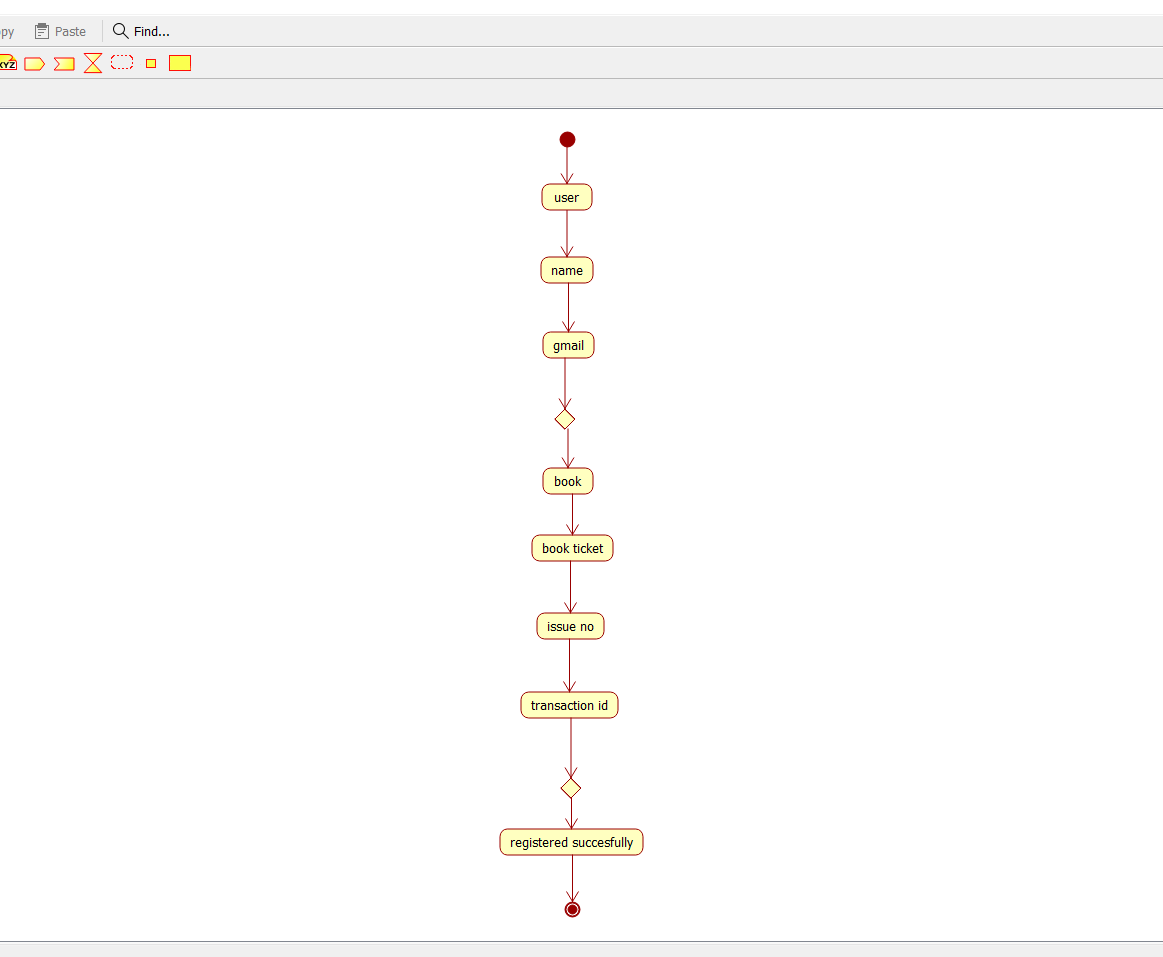 py Paste Find...
XYZ
user
name
gmail
book
book ticket
issue no
transaction id
registered succesfully